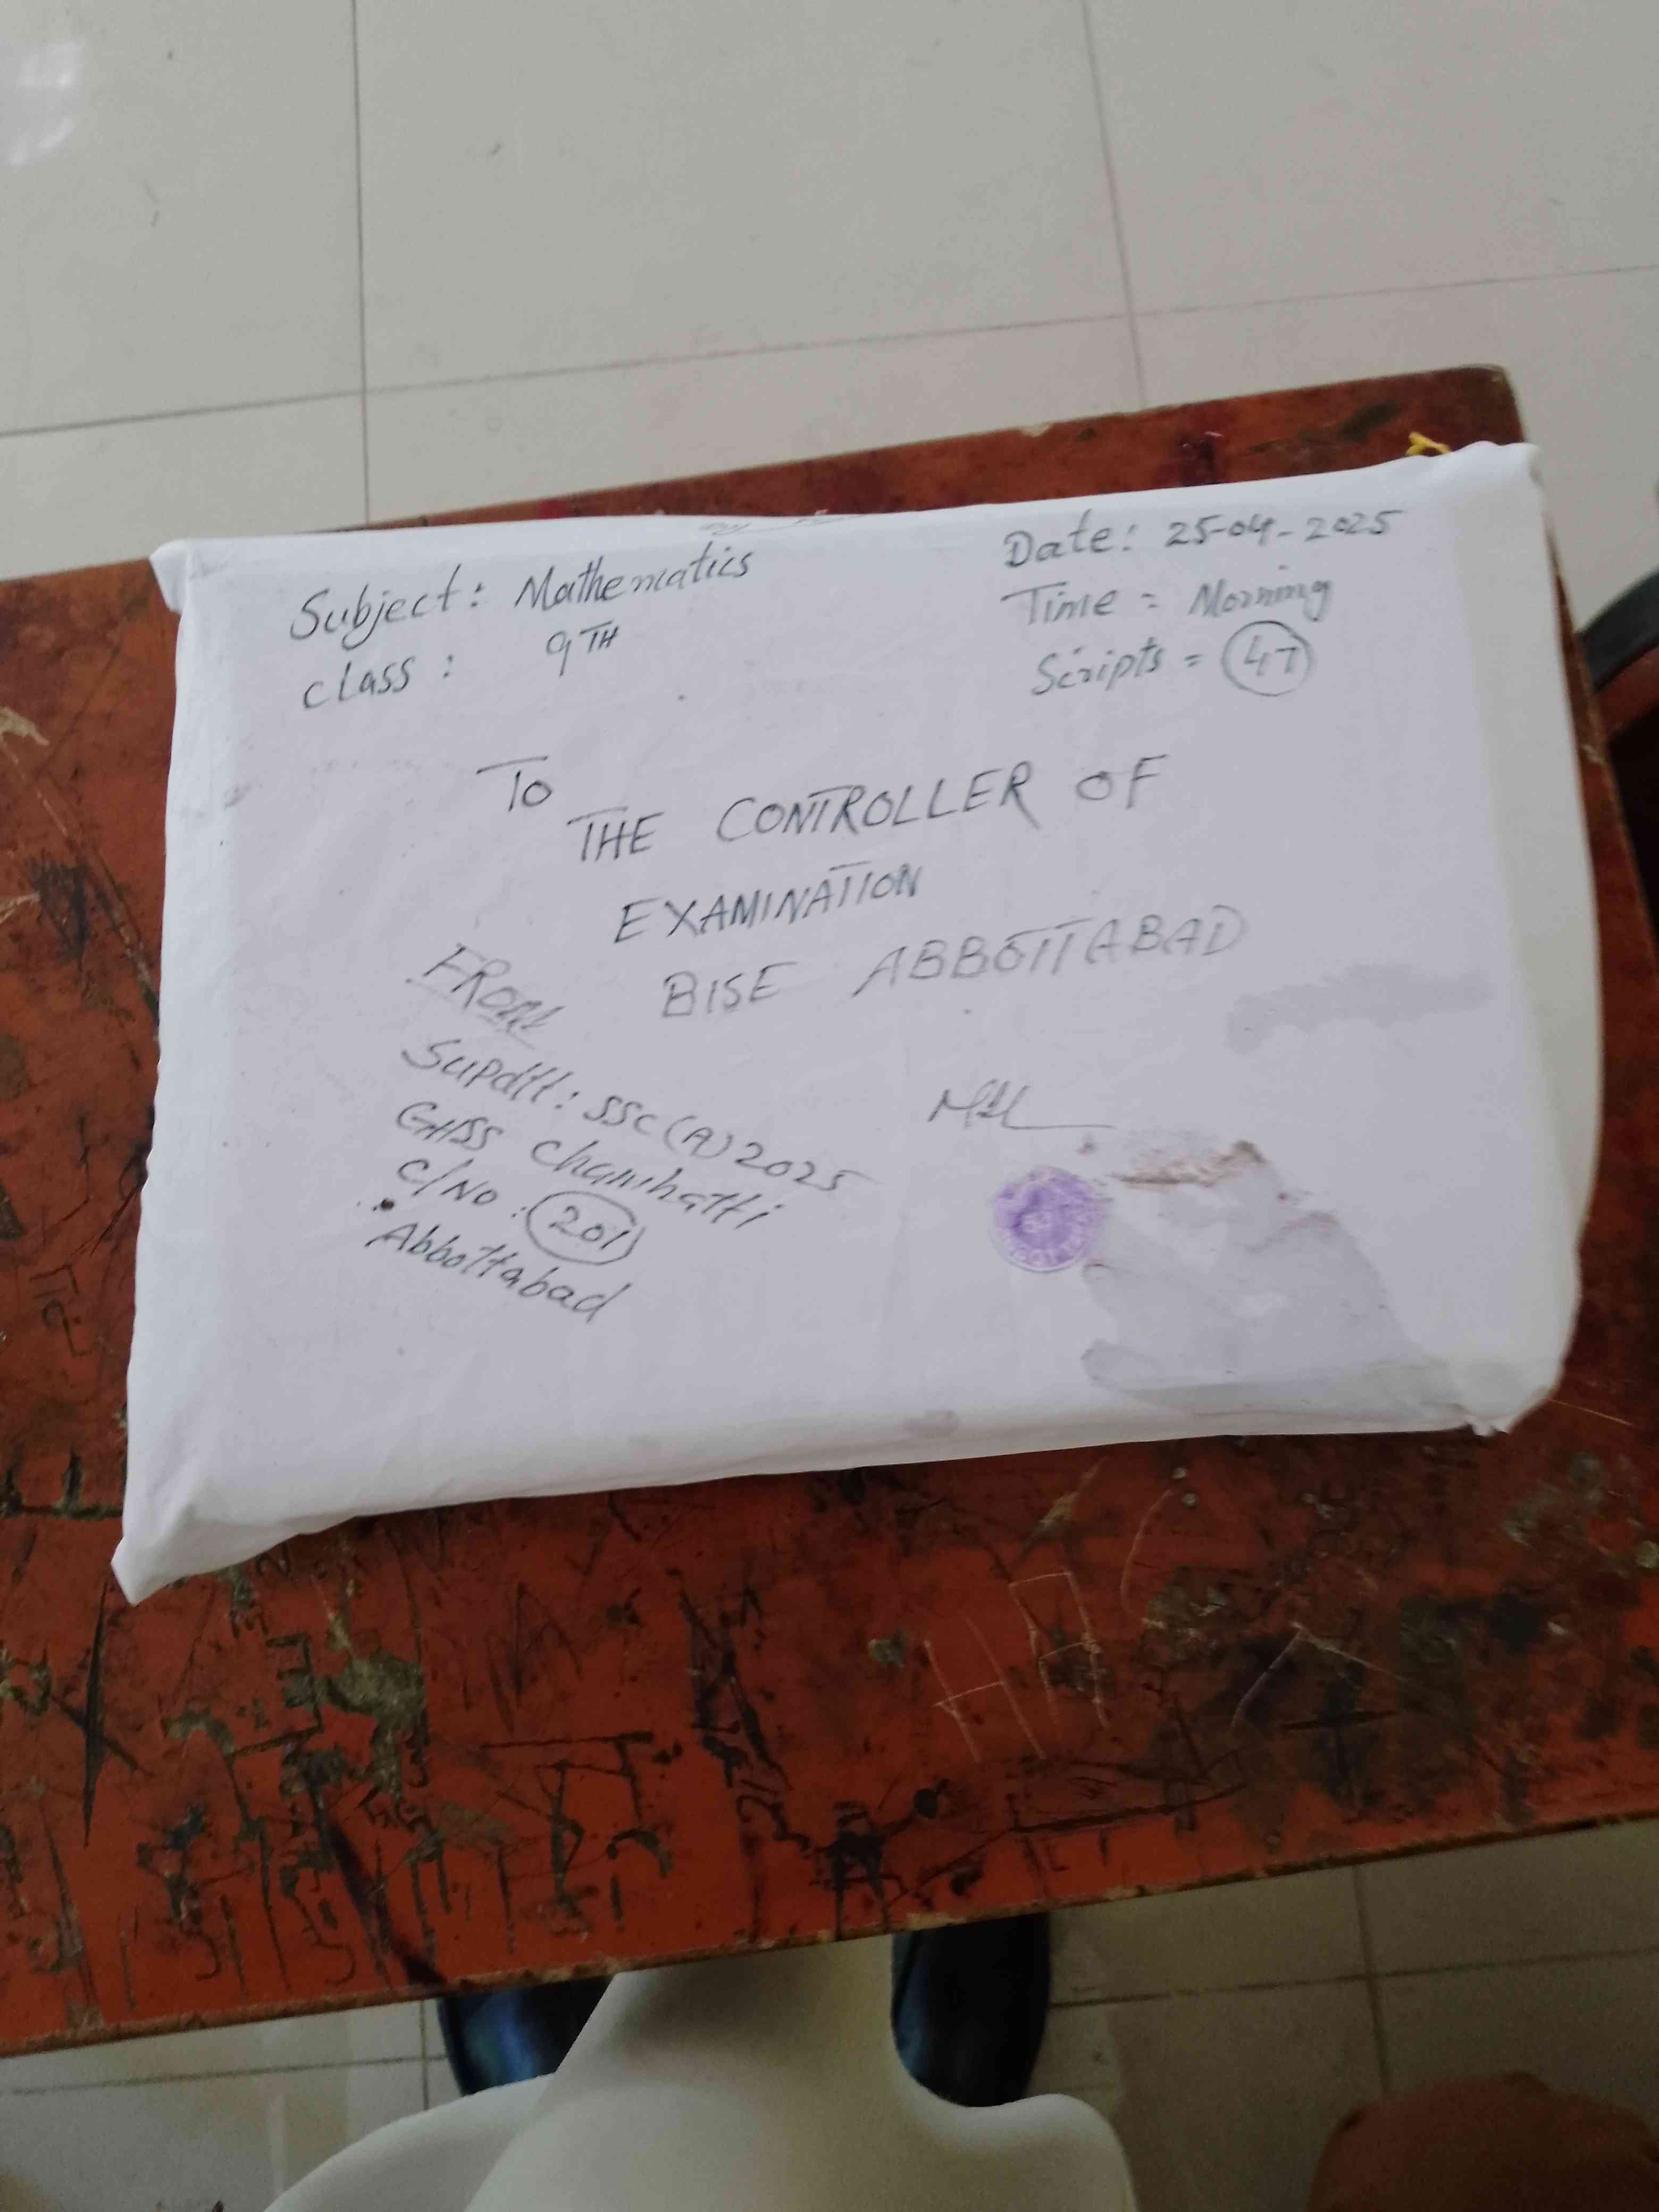 Subject: Mathematics
class: 9TH
Date: 25-04-2025
Time = Morning
Scripts = 47
To
THE CONTROLLER OF
EXAMINATION
BISE ABBOTTABAD
FROM
Supdtt: SSC (A) 2025
GHSS Chamhatti
C/NO: 201
Abbottabad